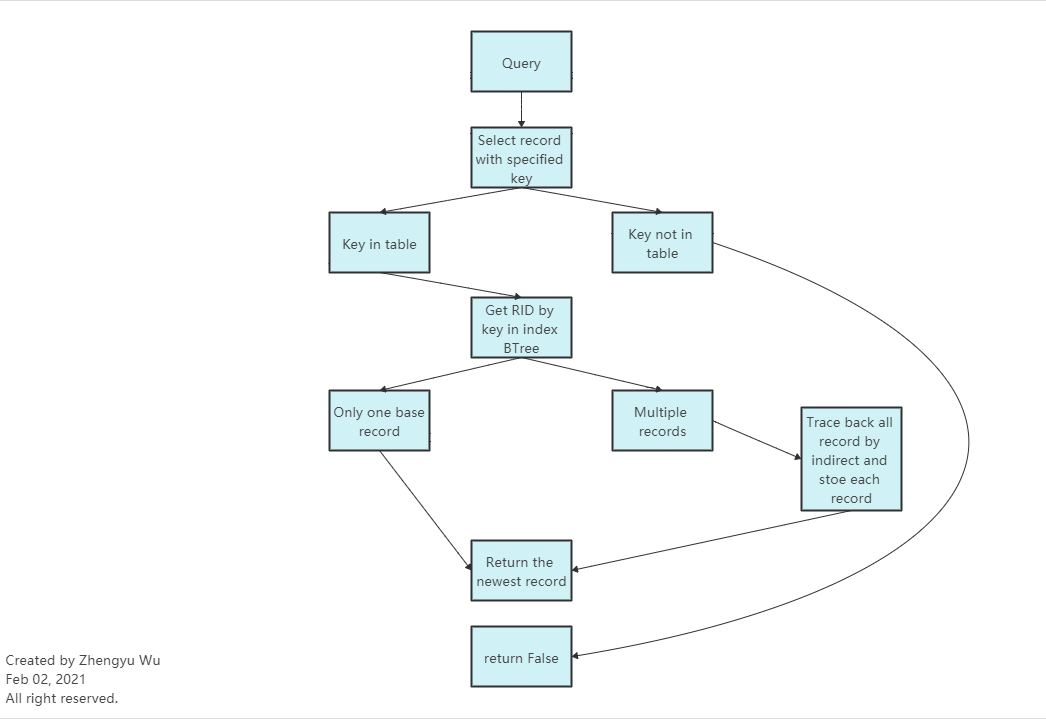 Query
Select record
with specified
key
Key in table
Key not in
table
Get RID by
key in index
BTree
Only one base
record
Multiple
records
Trace back all
record by
indirect and
stoe each
record
Return the
newest record
return False
Created by Zhengyu Wu
Feb 02, 2021
All right reserved.